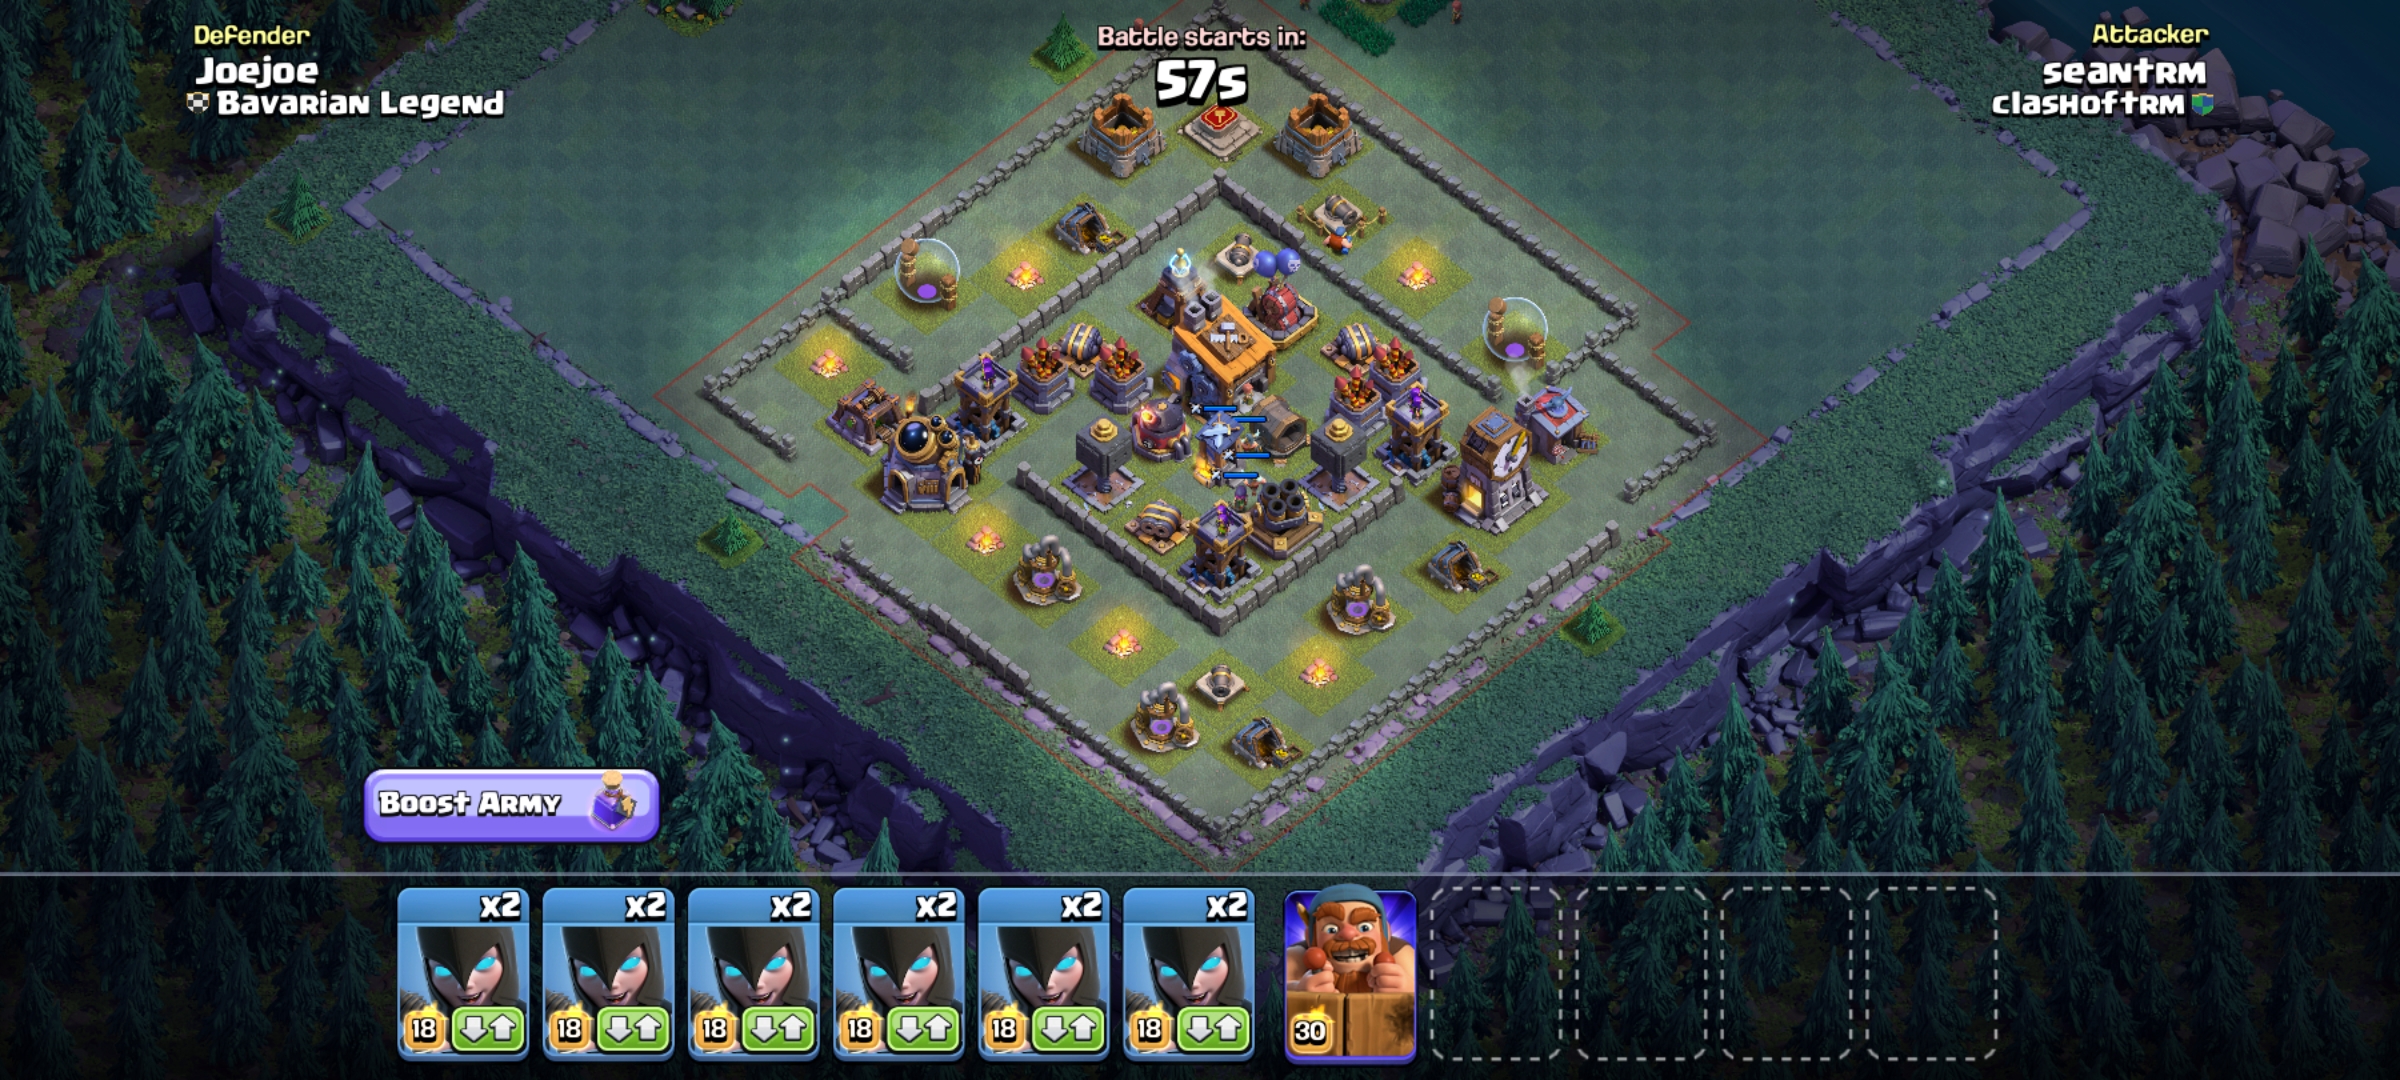 Defender
Joejoe
Bavarian Legend
Battle starts in:
57s
Attacker
seantRM
clashoftRM
Boost Army
x2
x2
x2
x2
x2
x2
18
18
18
18
18
18
30